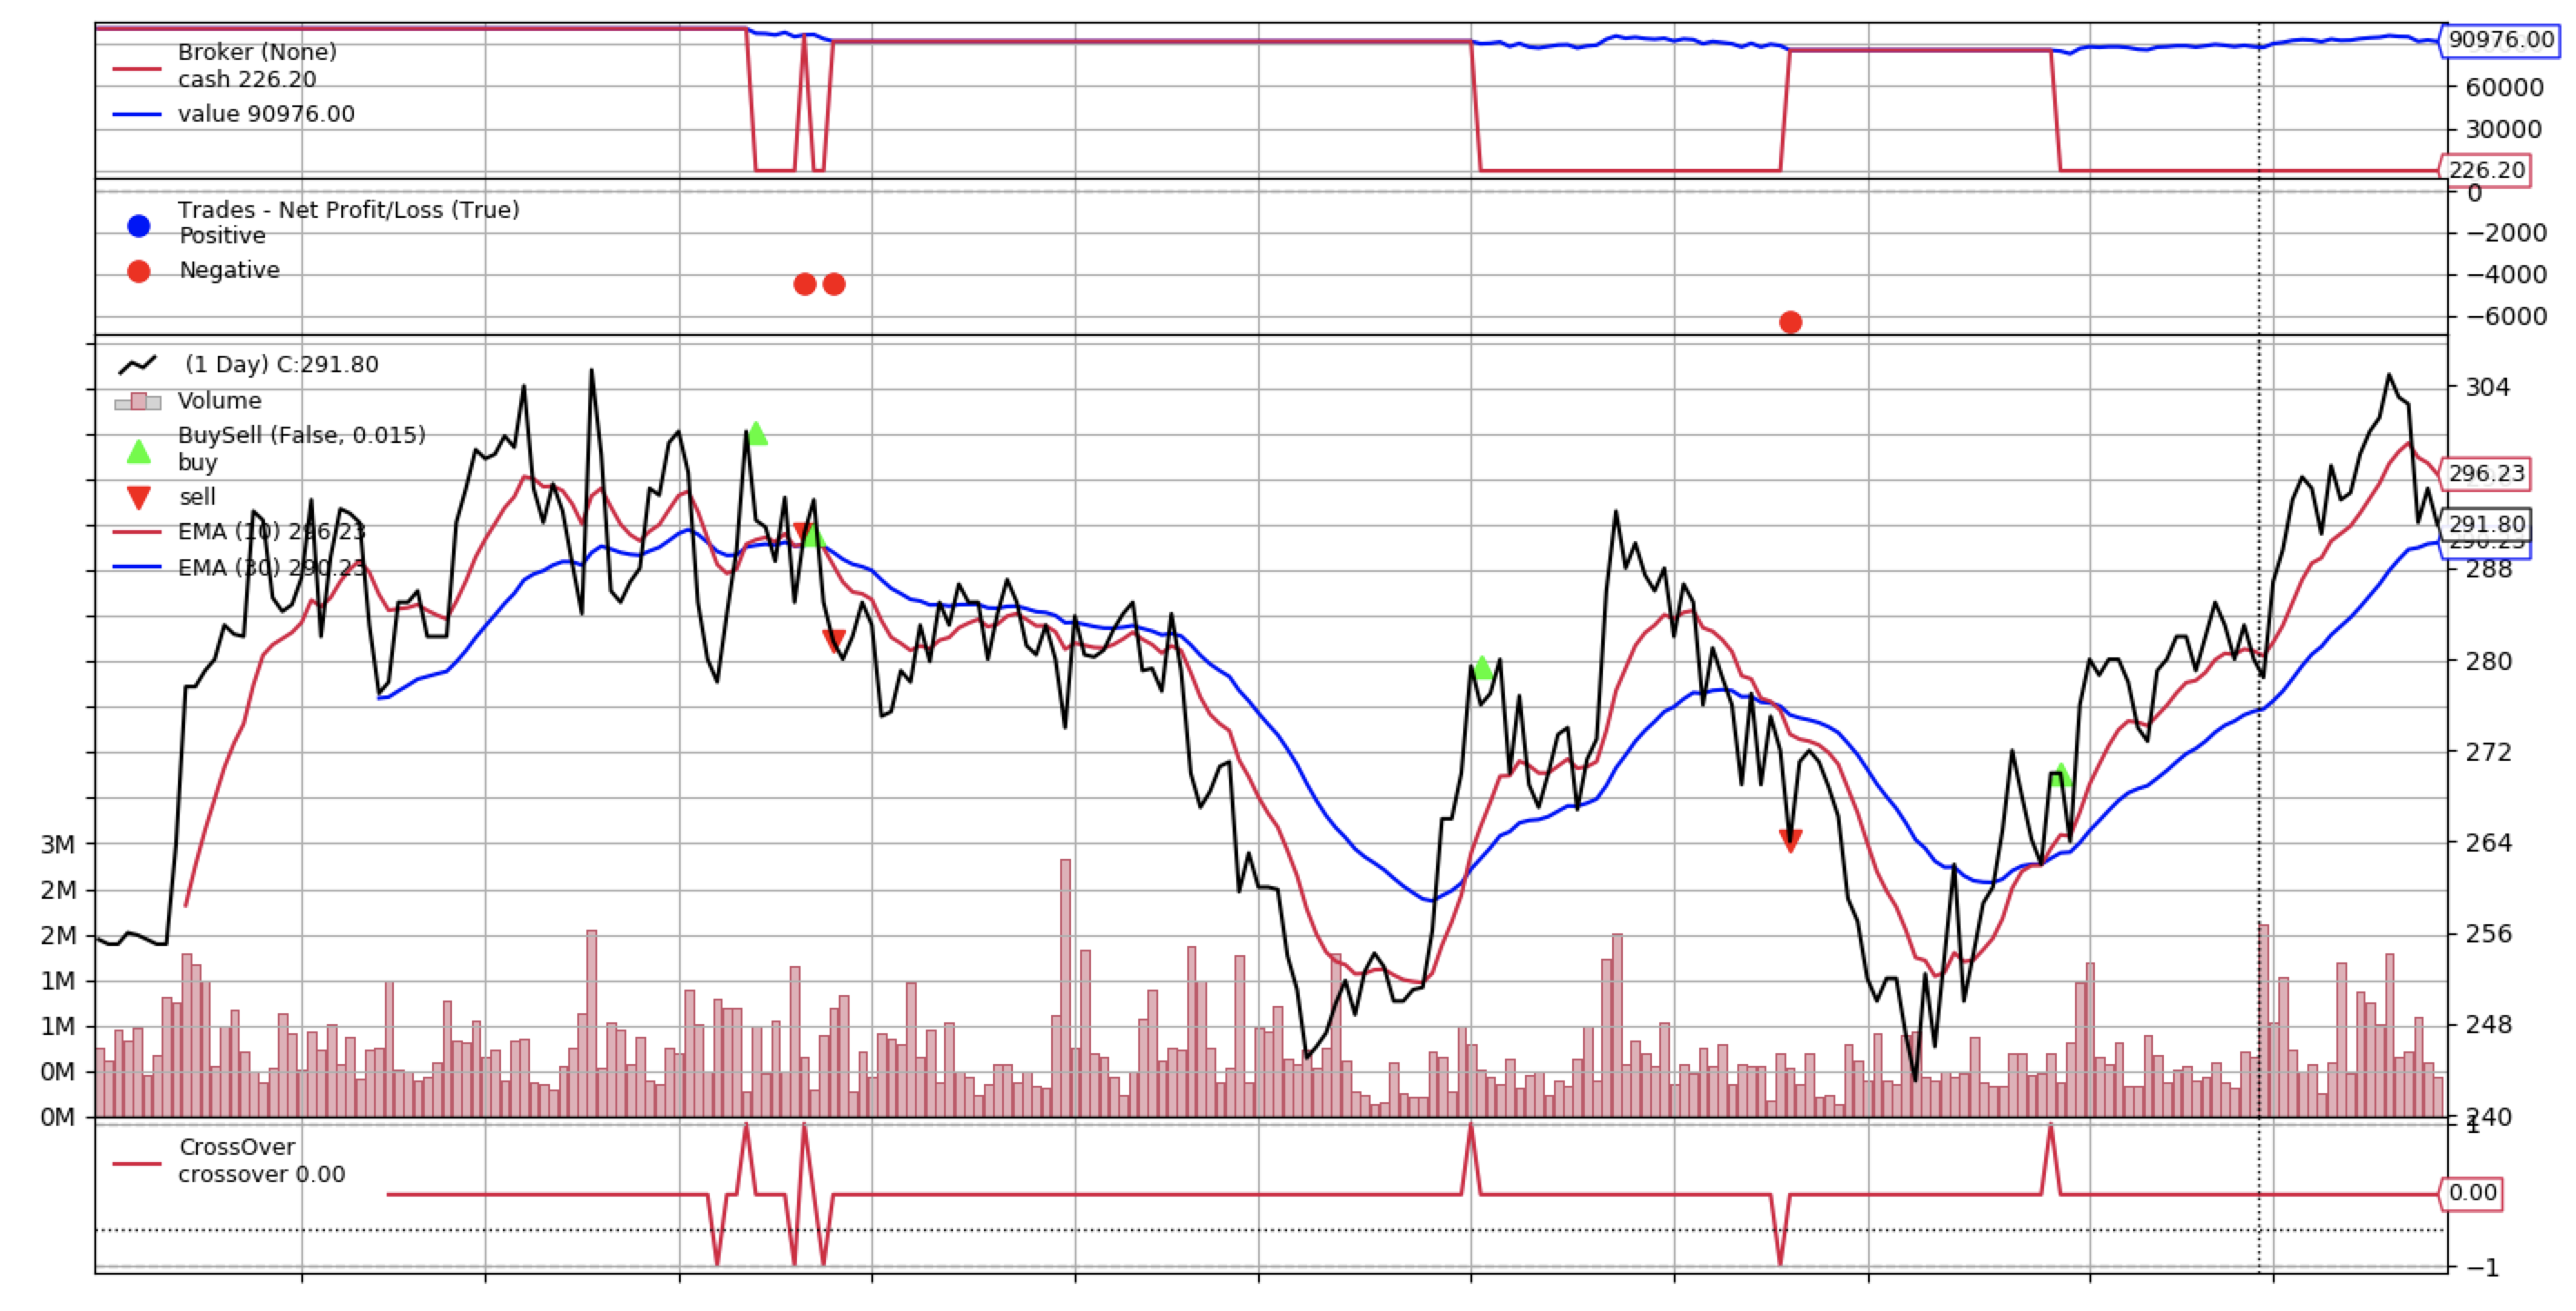 Broker (None)
cash 226.20
value 90976.00
90976.00
60000
30000
226.20
Trades - Net Profit/Loss (True)
Positive
Negative
0
−2000
−4000
−6000
(1 Day) C:291.80
Volume
BuySell (False, 0.015)
buy
sell
EMA (10) 296.23
EMA (30) 290.23
304
296.23
291.80
290.23
288
280
272
264
256
248
240
3M
2M
2M
1M
1M
0M
0M
CrossOver
crossover 0.00
1
0.00
−1